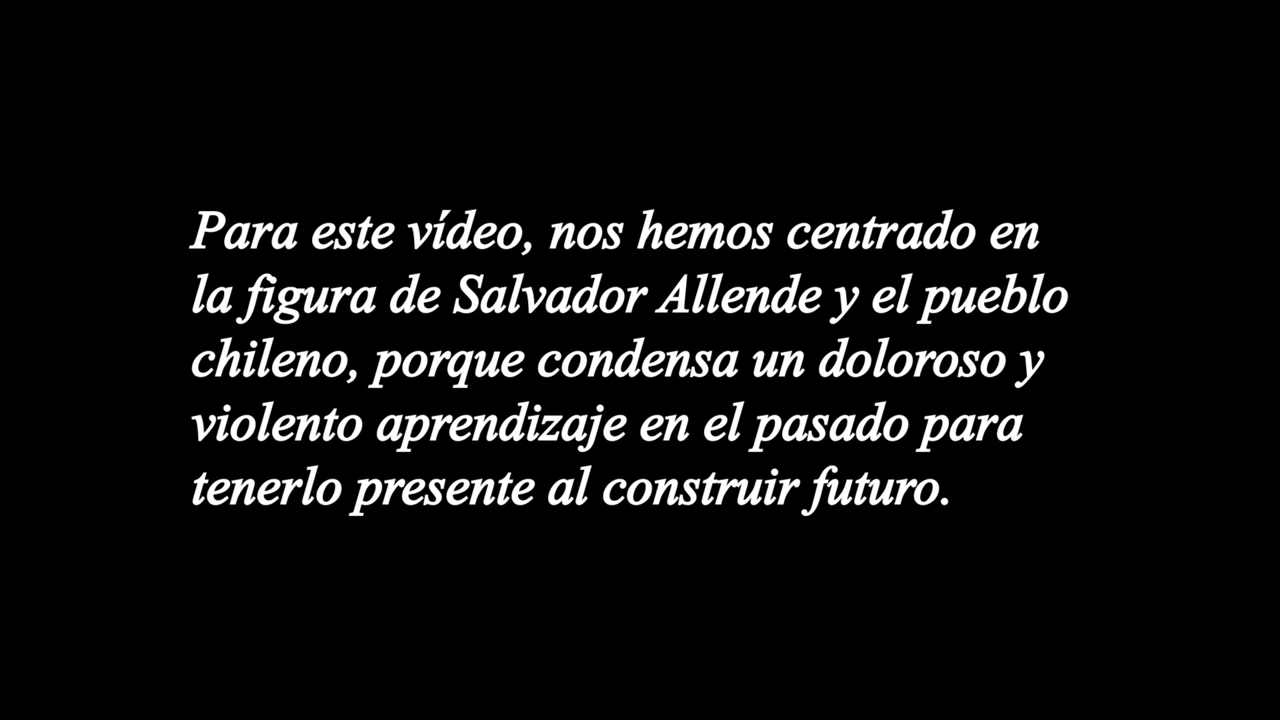 Para este vídeo, nos hemos centrado en
la figura de Salvador Allende y el pueblo
chileno, porque condensa un doloroso y
violento aprendizaje en el pasado para
tenerlo presente al construir futuro.